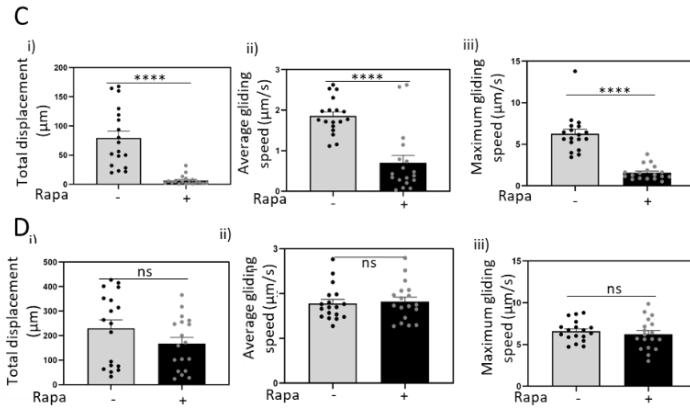 C
i)
ii)
iii)
Total displacement
(μm)
200
150
100
50
0
****
Rapa
-
+
Average gliding
speed (μm/s)
3
2
1
0
****
Rapa
-
+
Maximum gliding
speed (μm/s)
15
10
5
0
****
Rapa
-
+
D
i)
ii)
iii)
Total displacement
(μm)
500
400
300
200
100
0
ns
Rapa
-
+
Average gliding
speed (μm/s)
3
2
1
0
ns
Rapa
-
+
Maximum gliding
speed (μm/s)
15
10
5
0
ns
Rapa
-
+